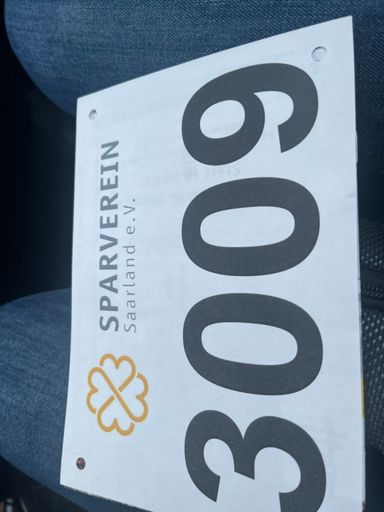 SPARVEREIN
Saarland e.V.
3009